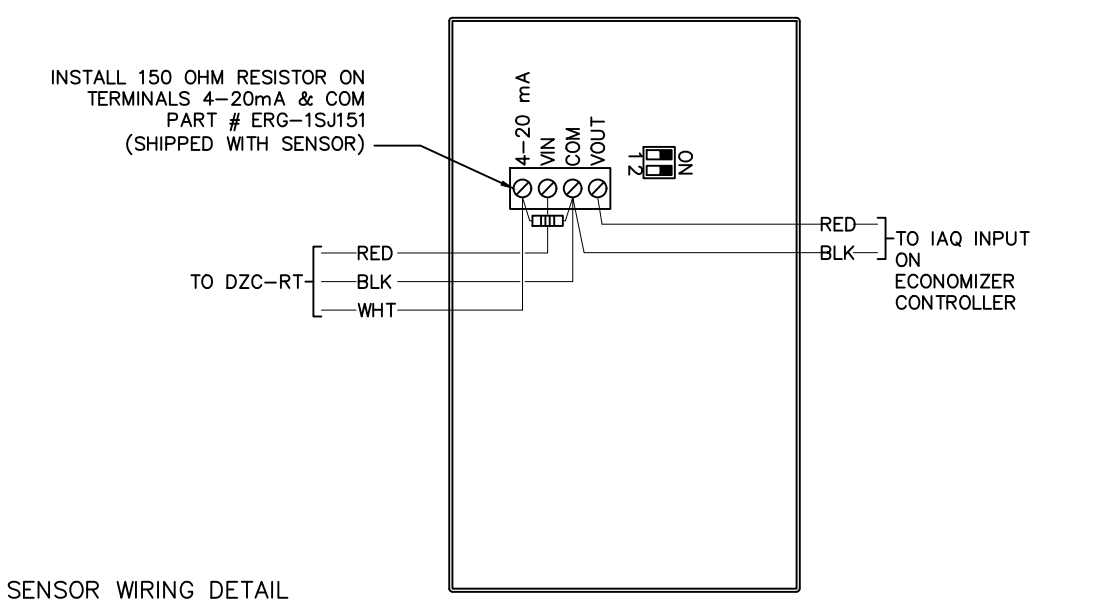 INSTALL 150 OHM RESISTOR ON
TERMINALS 4-20mA & COM
PART # ERG-1SJ151
(SHIPPED WITH SENSOR)
4-20 mA
VIN
COM
VOUT
1 2
ON
RED
BLK
TO IAQ INPUT
ON
ECONOMIZER
CONTROLLER
TO DZC-RT
RED
BLK
WHT
SENSOR WIRING DETAIL